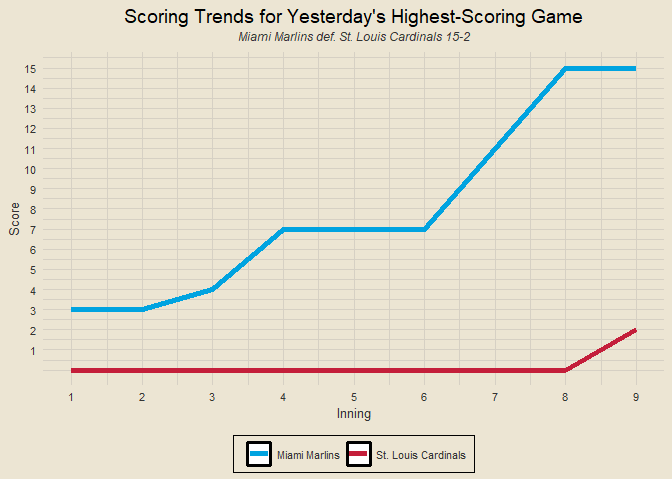 Scoring Trends for Yesterday's Highest-Scoring Game
Miami Marlins def. St. Louis Cardinals 15-2
15
14
13
12
11
10
9
8
7
6
5
4
3
2
1
Score
1 2 3 4 5 6 7 8 9
Inning
Miami Marlins St. Louis Cardinals